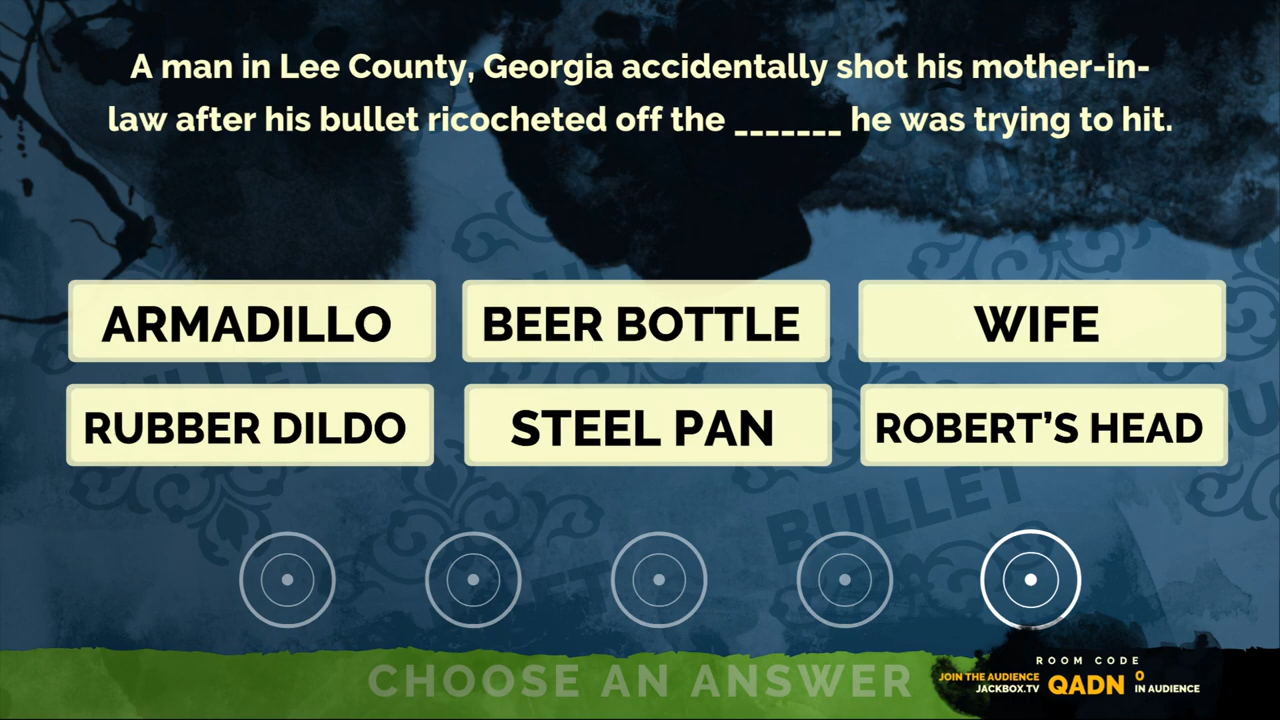 A man in Lee County, Georgia accidentally shot his mother-in-
law after his bullet ricocheted off the _______ he was trying to hit.
ARMADILLO
BEER BOTTLE
WIFE
RUBBER DILDO
STEEL PAN
ROBERT'S HEAD
BULLET
BULLET
CHOOSE AN ANSWER
ROOM CODE
JOIN THE AUDIENCE
JACKBOX.TV
QADN
0
IN AUDIENCE